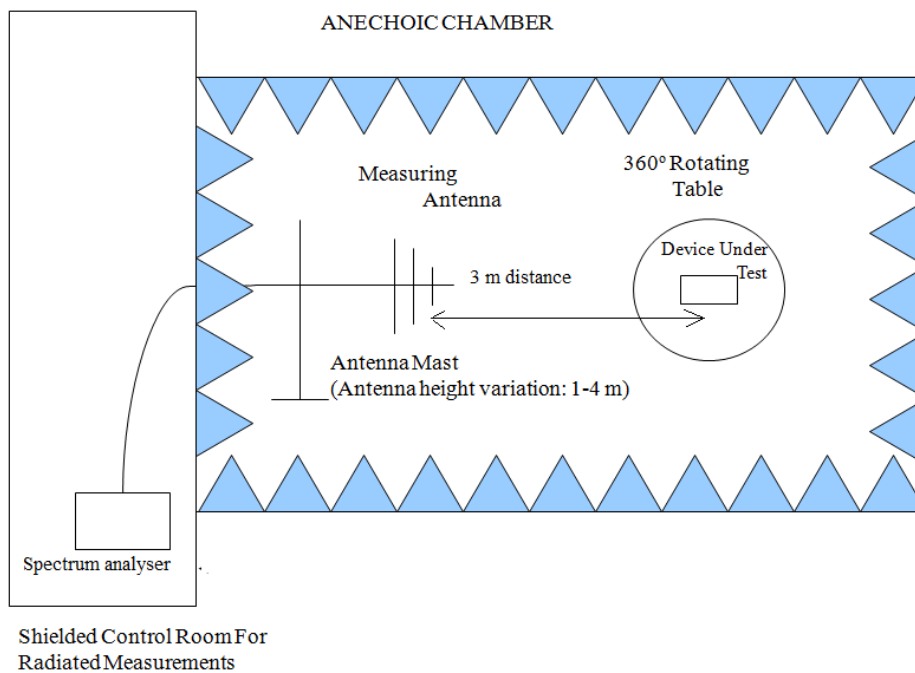 ANECHOIC CHAMBER
Measuring
Antenna
360º Rotating
Table
Device Under
Test
3 m distance
Antenna Mast
(Antenna height variation: 1-4 m)
Spectrum analyser
Shielded Control Room For
Radiated Measurements